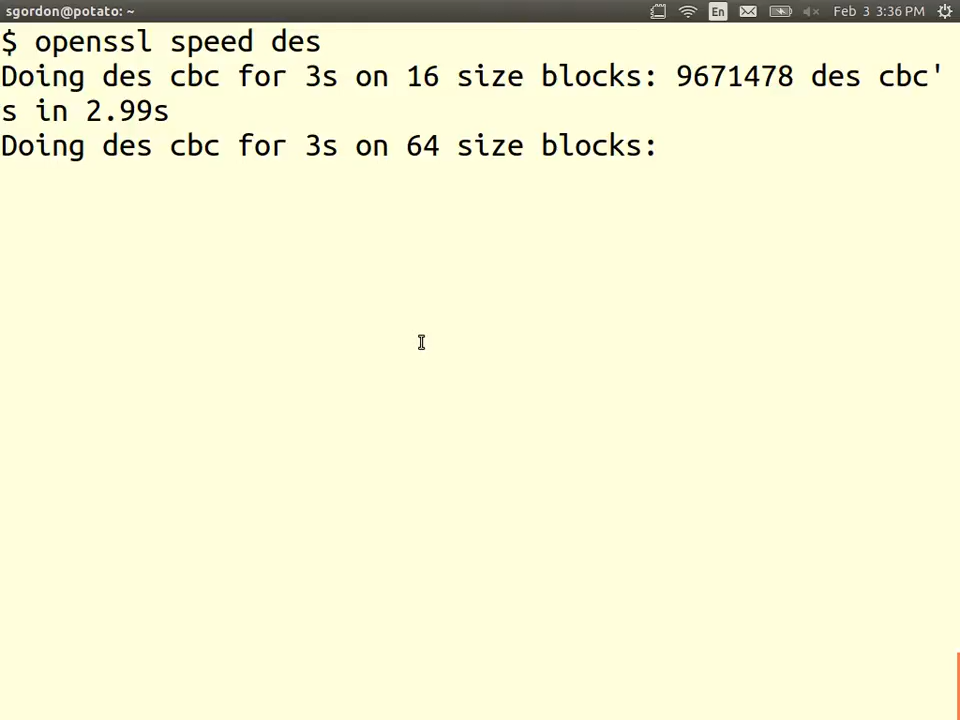 sgordon@potato: ~
En
Feb 3 3:36 PM
$ openssl speed des
Doing des cbc for 3s on 16 size blocks: 9671478 des cbc'
s in 2.99s
Doing des cbc for 3s on 64 size blocks: